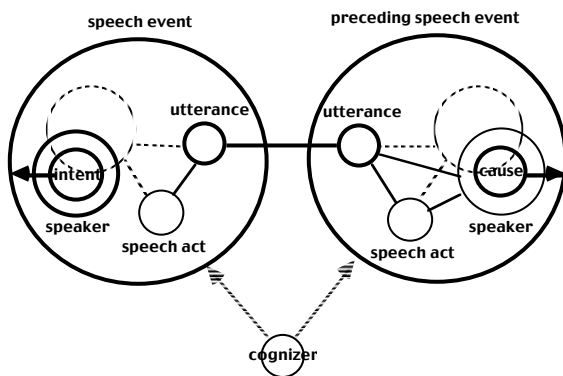 speech event
preceding speech event
utterance
utterance
intent
cause
speaker
speech act
speech act
speaker
cognizer